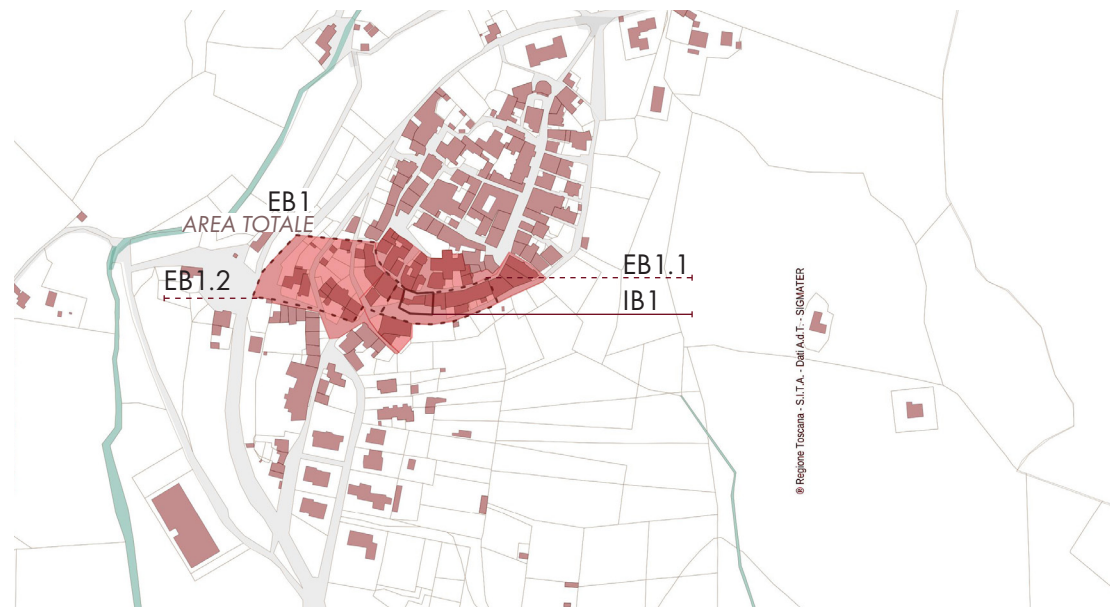 EB1
AREA TOTALE
EB1.2
EB1.1
IB1
® Regione Toscana - S.I.T.A. - Dati A.d.T. - SIGMATER